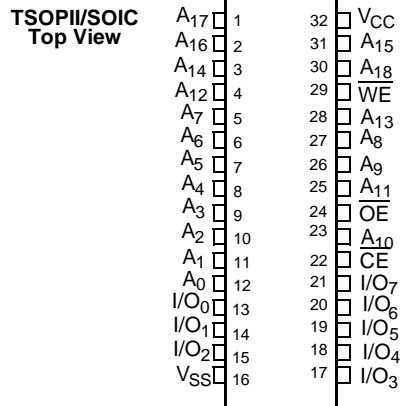 TSOPII/SOIC
Top View
A17 1 32 VCC
A16 2 31 A15
A14 3 30 A18
A12 4 29 WE
A7 5 28 A13
A6 6 27 A8
A5 7 26 A9
A4 8 25 A11
A3 9 24 OE
A2 10 23 A10
A1 11 22 CE
A0 12 21 I/O7
I/O0 13 20 I/O6
I/O1 14 19 I/O5
I/O2 15 18 I/O4
VSS 16 17 I/O3